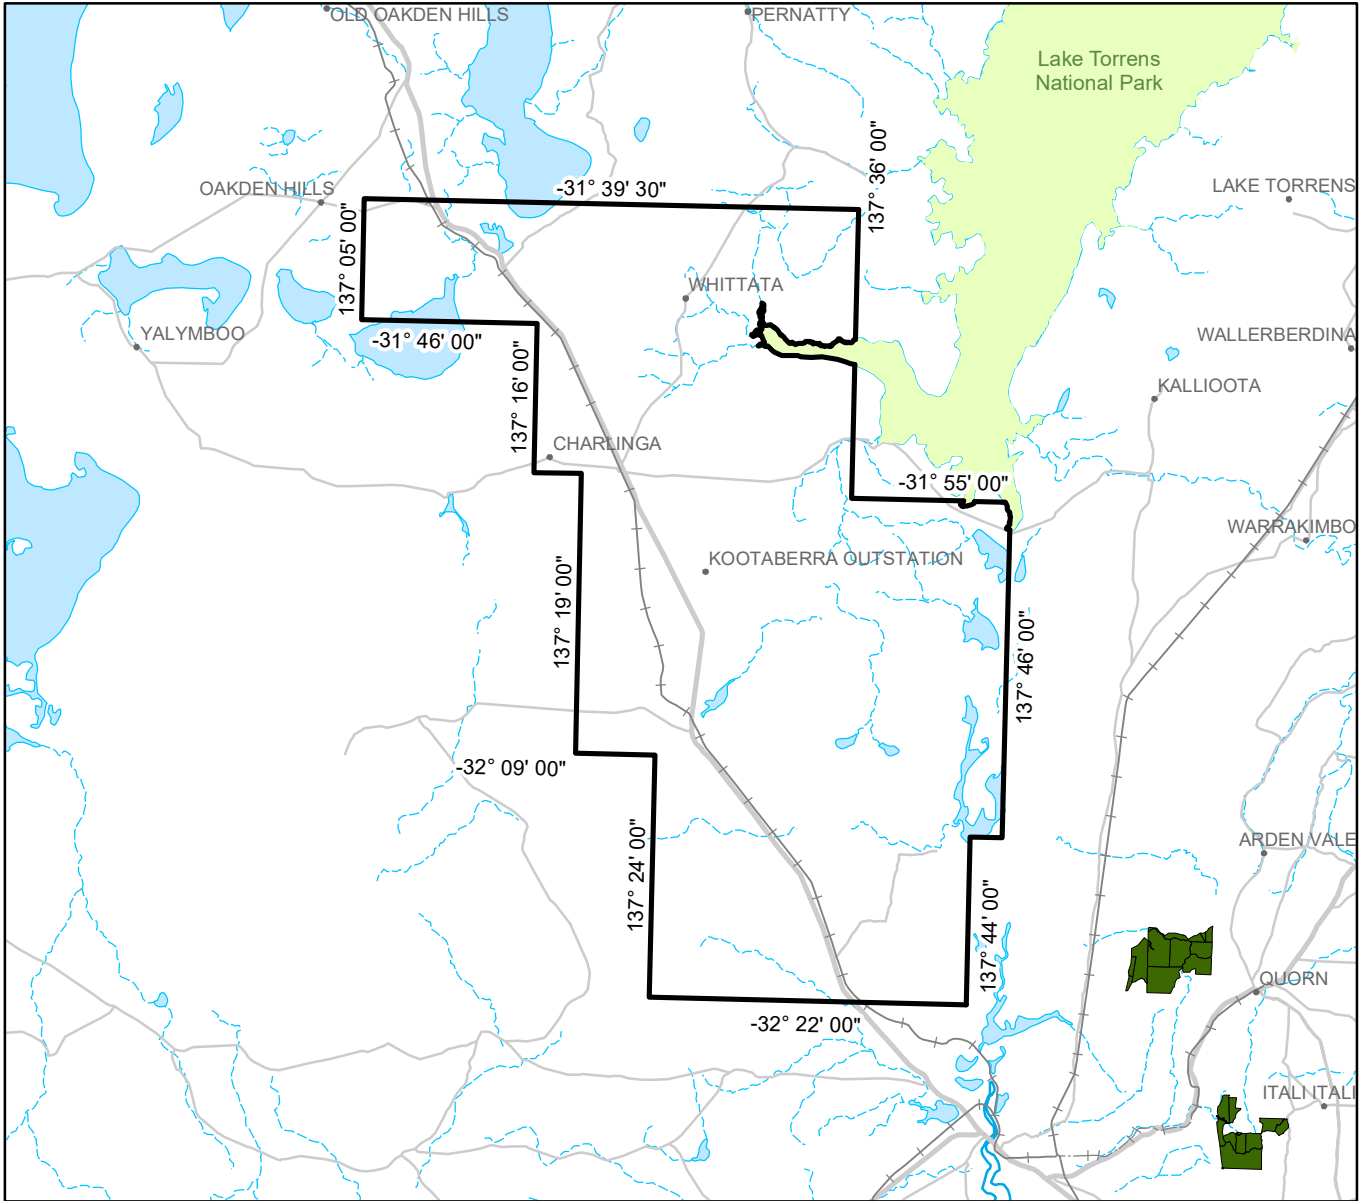 OLD OAKDEN HILLS
PERNATTY
Lake Torrens
National Park
137° 36' 00"
OAKDEN HILLS
-31° 39' 30"
LAKE TORRENS
137° 05' 00"
WHITTATA
YALYMBOO
-31° 46' 00"
WALLERBERDINA
137° 16' 00"
KALLIOOTA
CHARLINGA
-31° 55' 00"
WARRAKIMBO
KOOTABERRA OUTSTATION
137° 19' 00"
137° 46' 00"
-32° 09' 00"
137° 24' 00"
ARDEN VALE
137° 44' 00"
QUORN
-32° 22' 00"
ITALI ITALI